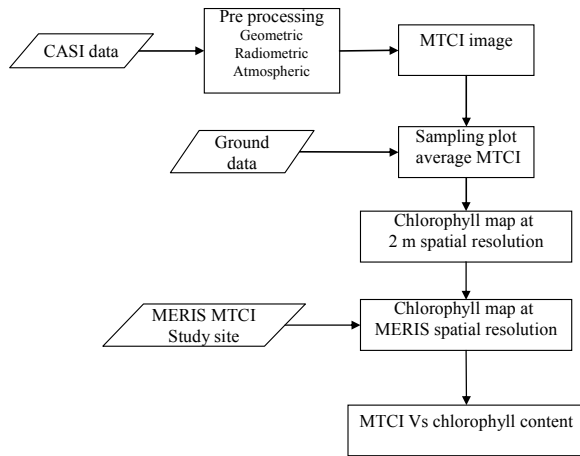 CASI data
Pre processing
Geometric
Radiometric
Atmospheric
MTCI image
Ground
data
Sampling plot
average MTCI
Chlorophyll map at
2 m spatial resolution
MERIS MTCI
Study site
Chlorophyll map at
MERIS spatial resolution
MTCI Vs chlorophyll content